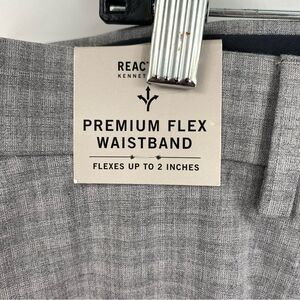 REACT
KENNET
PREMIUM FLEX
WAISTBAND
FLEXES UP TO 2 INCHES